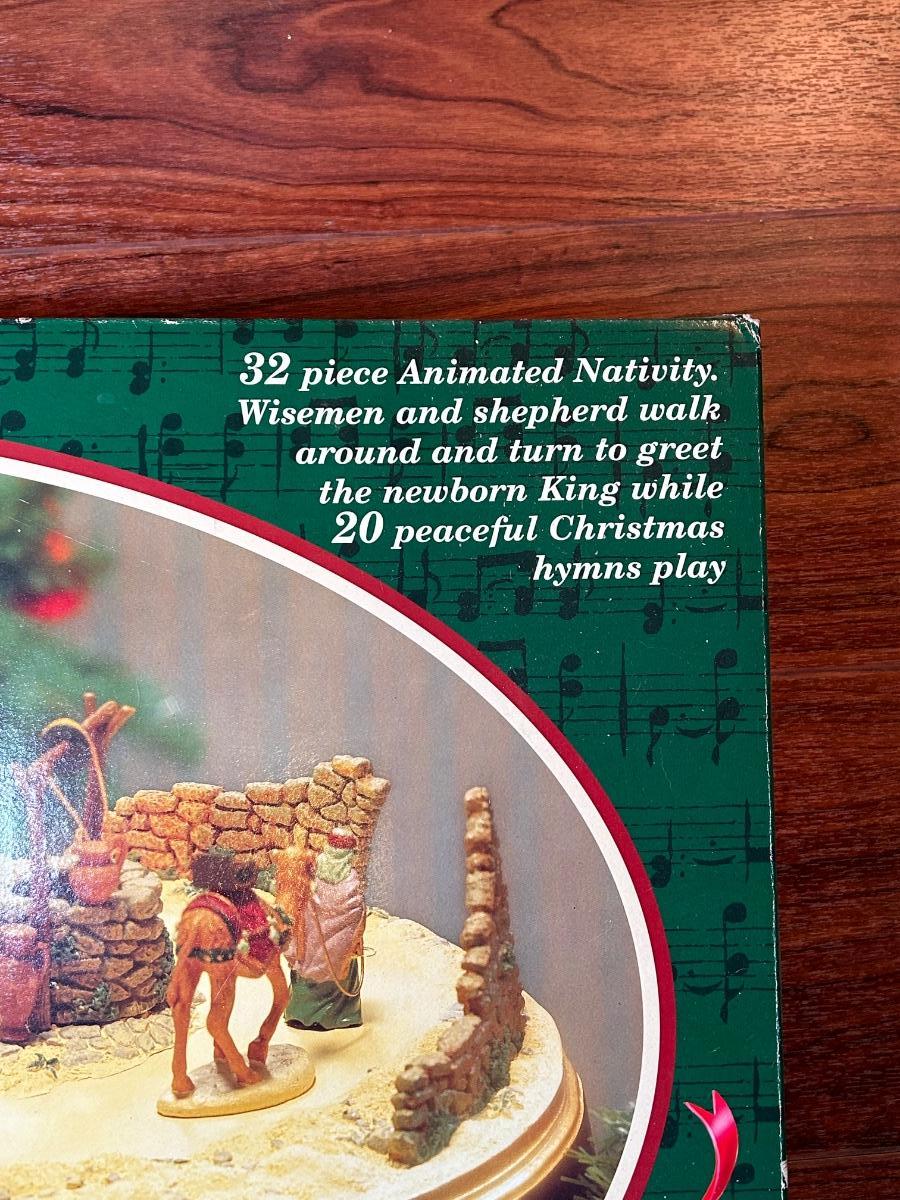 32 piece Animated Nativity.
Wisemen and shepherd walk
around and turn to greet
the newborn King while
20 peaceful Christmas
hymns play